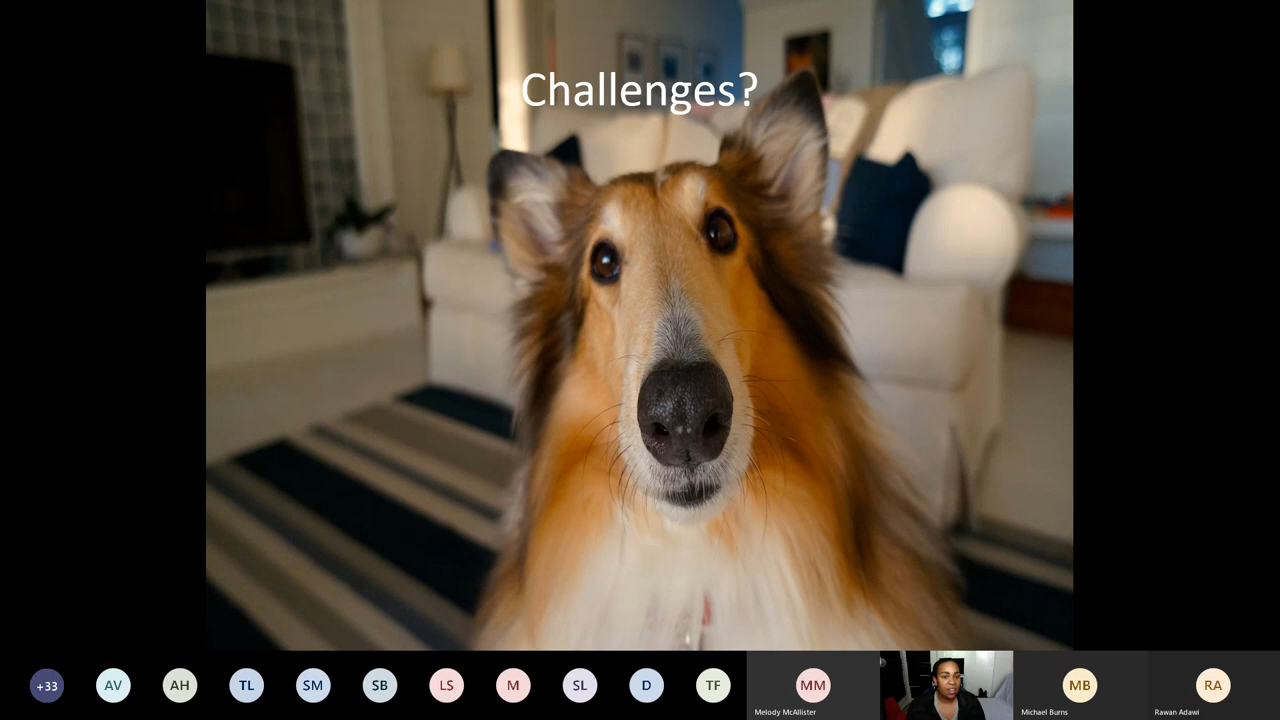 Challenges?
+33
AV
AH
TL
SM
SB
LS
M
SL
D
TF
MM
MB
RA
Melody McAllister
Michael Burns
Rawan Adawi